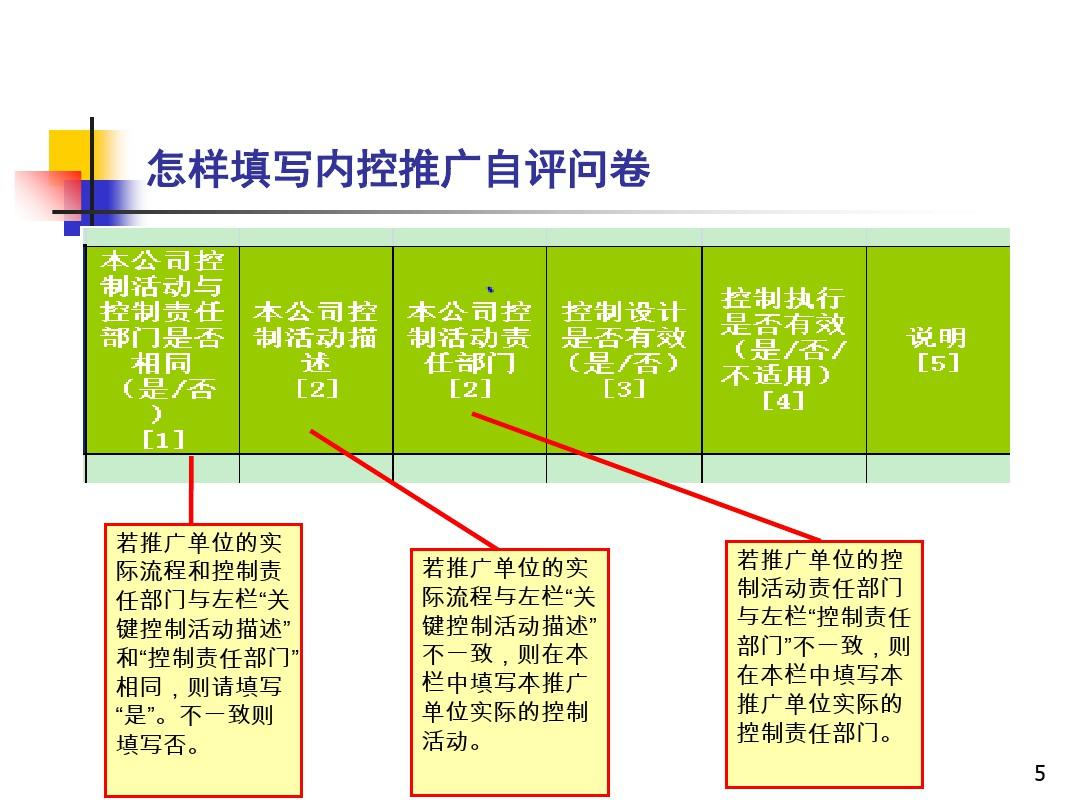 怎样填写内控推广自评问卷
本公司控
制活动与
控制责任
部门是否
相同
（是/否
）
[1]
本公司控
制活动描
述
[2]
本公司控
制活动责
任部门
[2]
控制设计
是否有效
（是/否）
[3]
控制执行
是否有效
（是/否/
不适用）
[4]
说明
[5]
若推广单位的实
际流程和控制责
任部门与左栏“关
键控制活动描述”
和“控制责任部门”
相同，则请填写
“是”。不一致则
填写否。
若推广单位的实
际流程与左栏“关
键控制活动描述”
不一致，则在本
栏中填写本推广
单位实际的控制
活动。
若推广单位的控
制活动责任部门
与左栏“控制责任
部门”不一致，则
在本栏中填写本
推广单位实际的
控制责任部门。
5